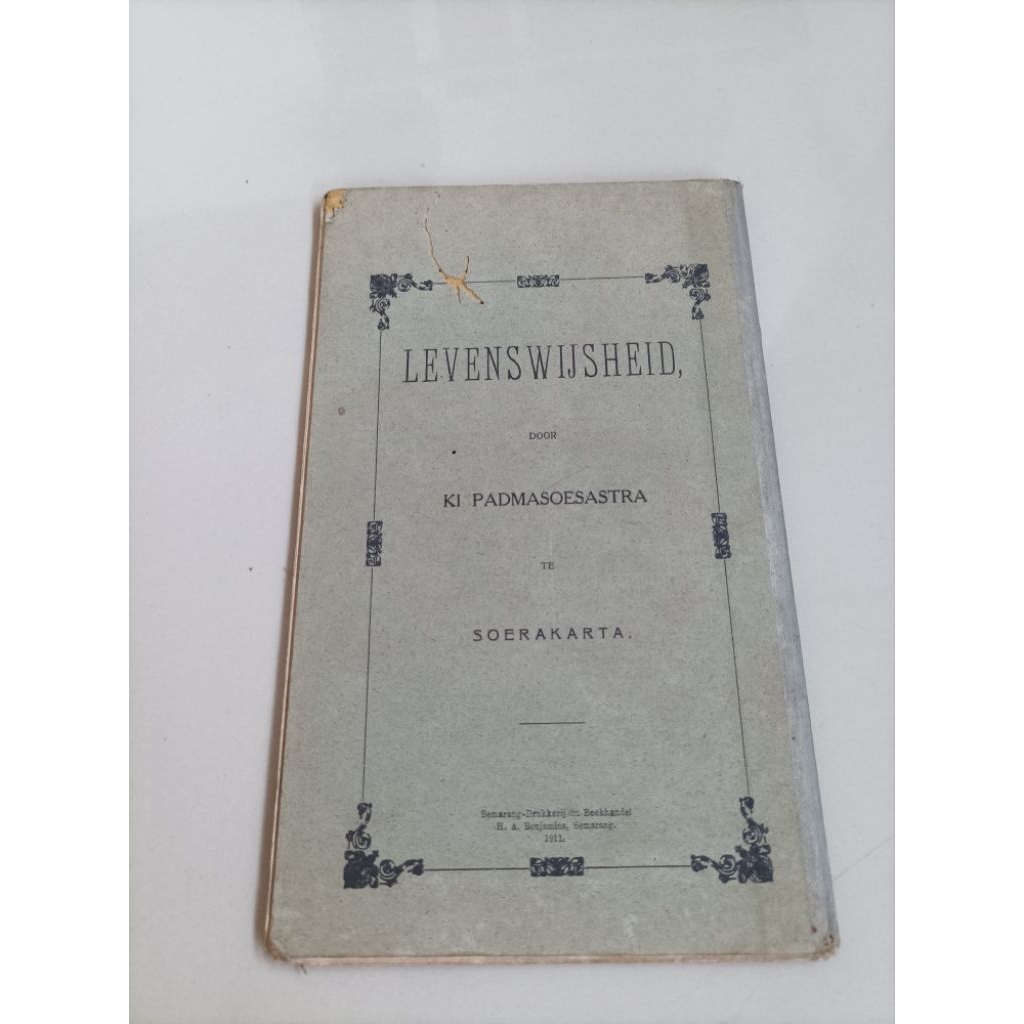 LEVENSWIJSHEID,
DOOR
KI PADMASOESASTRA
TE
SOERAKARTA.
Semarang-Drukkerij en Boekhandel
H. A. Benjamins, Semarang.
1911.